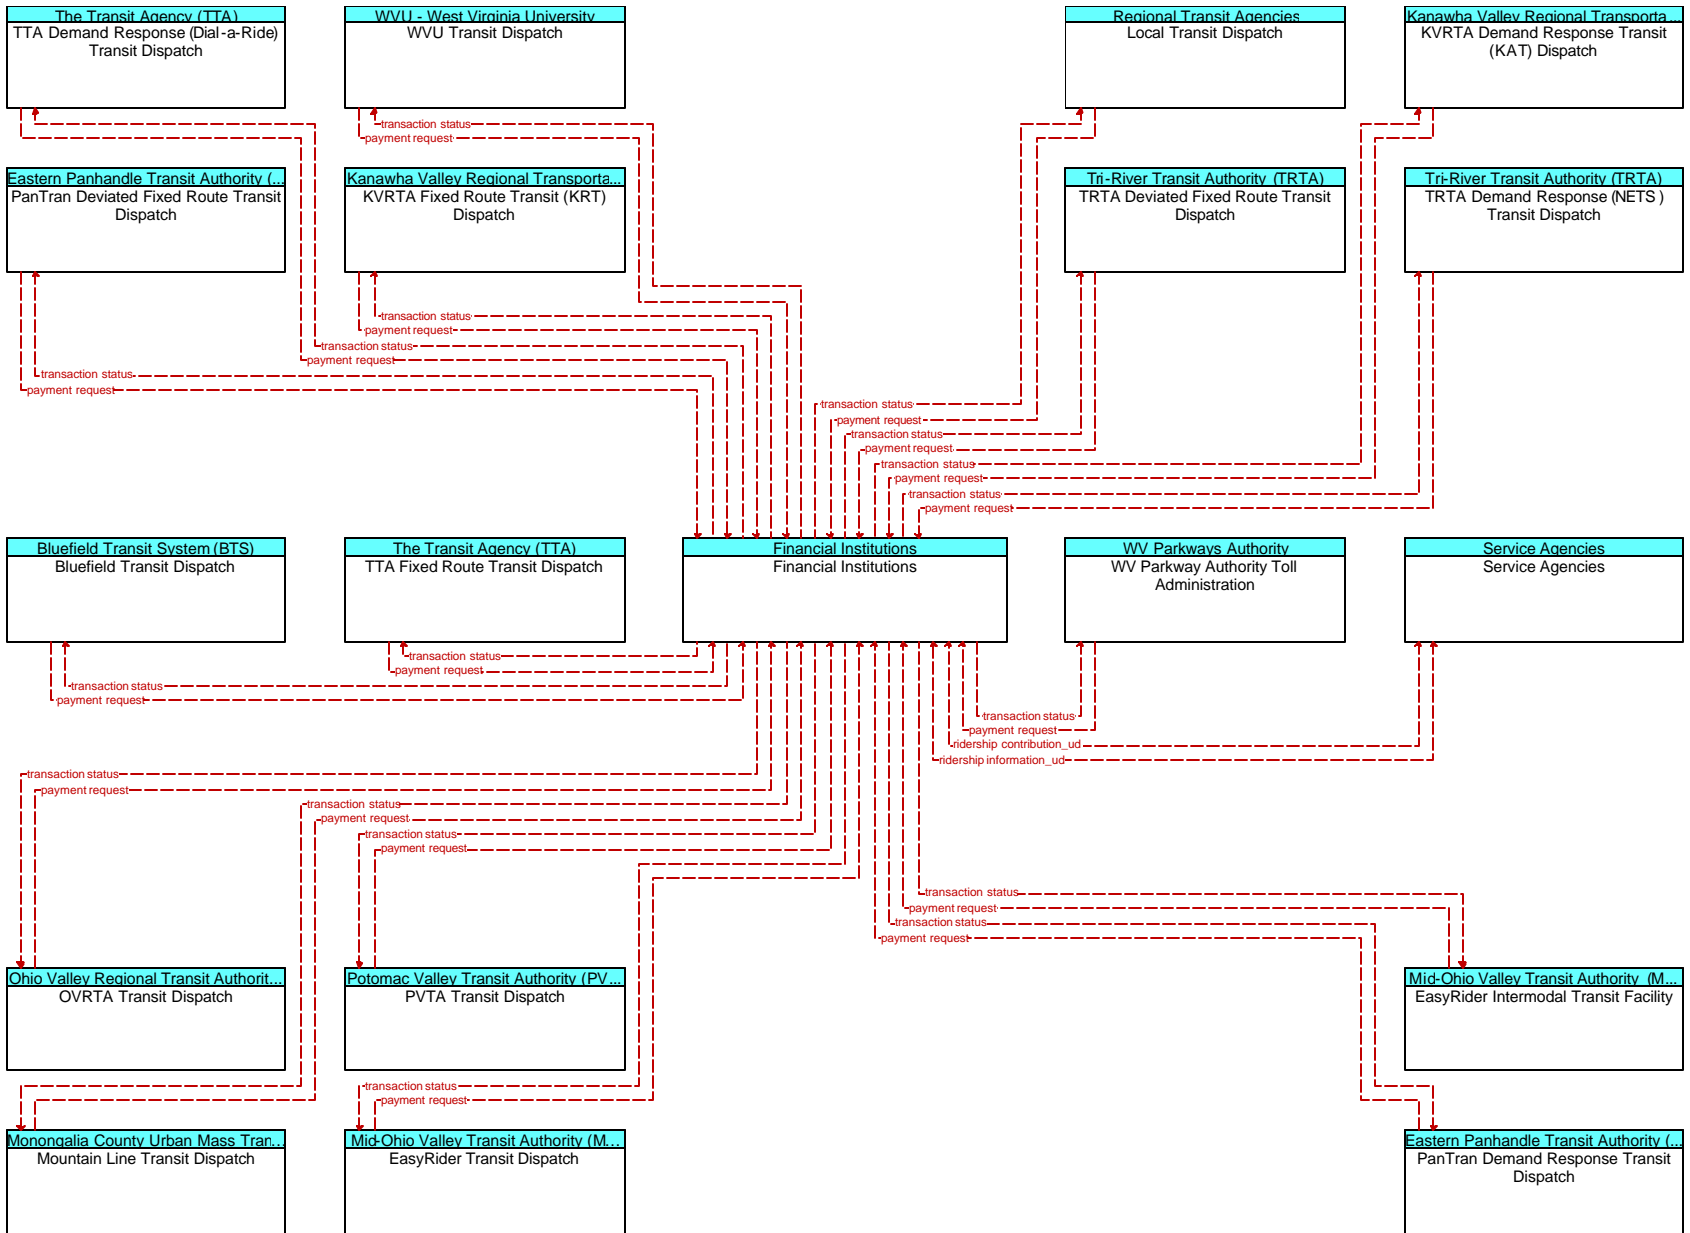 The Transit Agency (TTA)
TTA Demand Response (Dial-a-Ride)
Transit Dispatch
WVU - West Virginia University
WVU Transit Dispatch
Regional Transit Agencies
Local Transit Dispatch
Kanawha Valley Regional Transporta...
KVRTA Demand Response Transit
(KAT) Dispatch
transaction status
payment request
Eastern Panhandle Transit Authority (...
PanTran Deviated Fixed Route Transit
Dispatch
Kanawha Valley Regional Transporta...
KVRTA Fixed Route Transit (KRT)
Dispatch
Tri-River Transit Authority (TRTA)
TRTA Deviated Fixed Route Transit
Dispatch
Tri-River Transit Authority (TRTA)
TRTA Demand Response (NETS)
Transit Dispatch
transaction status
payment request
transaction status
payment request
transaction status
payment request
transaction status
payment request
transaction status
payment request
transaction status
payment request
transaction status
payment request
Bluefield Transit System (BTS)
Bluefield Transit Dispatch
The Transit Agency (TTA)
TTA Fixed Route Transit Dispatch
Financial Institutions
Financial Institutions
WV Parkways Authority
WV Parkway Authority Toll
Administration
Service Agencies
Service Agencies
transaction status
payment request
transaction status
payment request
transaction status
payment request
ridership contribution_ud
ridership information_ud
transaction status
payment request
transaction status
payment request
transaction status
payment request
transaction status
payment request
transaction status
payment request
Ohio Valley Regional Transit Authorit...
OVRTA Transit Dispatch
Potomac Valley Transit Authority (PV...
PVTA Transit Dispatch
Mid-Ohio Valley Transit Authority (M...
EasyRider Intermodal Transit Facility
transaction status
payment request
Monongalia County Urban Mass Tran...
Mountain Line Transit Dispatch
Mid-Ohio Valley Transit Authority (M...
EasyRider Transit Dispatch
Eastern Panhandle Transit Authority (...
PanTran Demand Response Transit
Dispatch